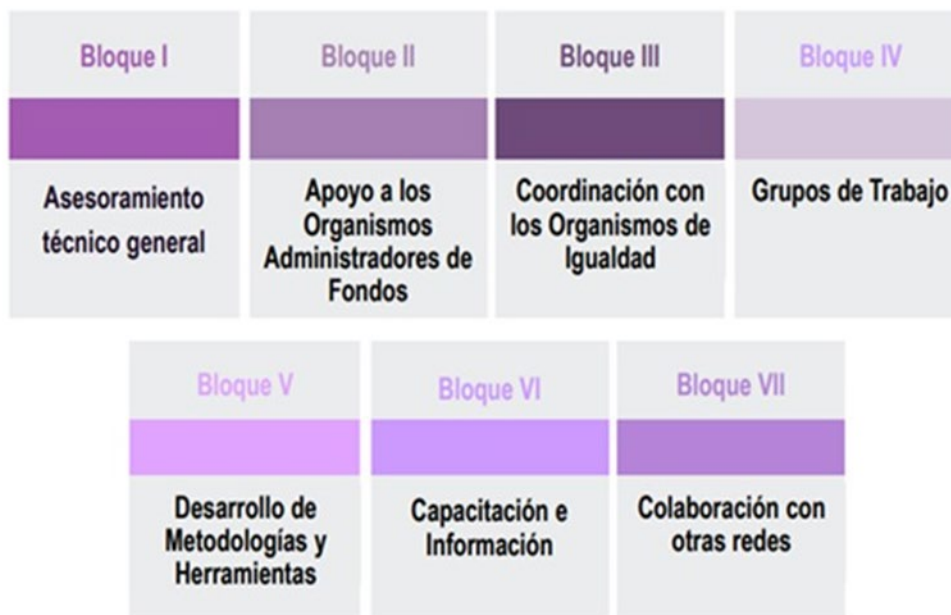 Bloque I
Asesoramiento
técnico general
Bloque II
Apoyo a los
Organismos
Administradores de
Fondos
Bloque III
Coordinación con
los Organismos de
Igualdad
Bloque IV
Grupos de Trabajo
Bloque V
Desarrollo de
Metodologías y
Herramientas
Bloque VI
Capacitación e
Información
Bloque VII
Colaboración con
otras redes